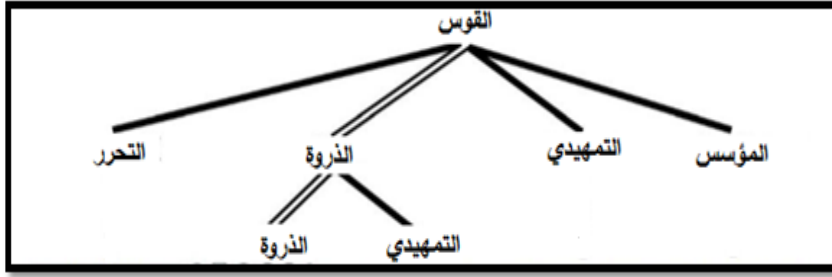 القوس
المؤسس التمهيدي الذروة التحرر
التمهيدي الذروة